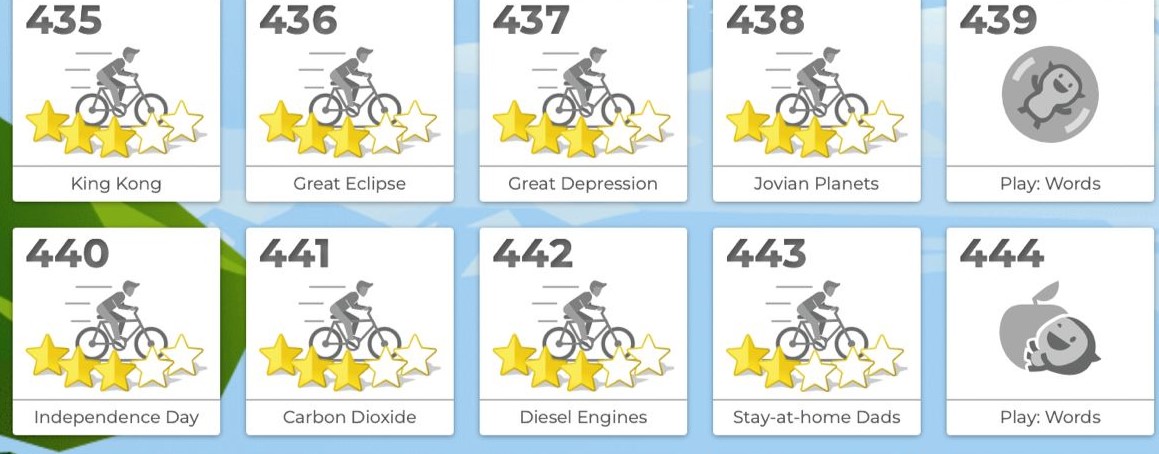 435
436
437
438
439
King Kong
Great Eclipse
Great Depression
Jovian Planets
Play: Words
440
441
442
443
444
Independence Day
Carbon Dioxide
Diesel Engines
Stay-at-home Dads
Play: Words